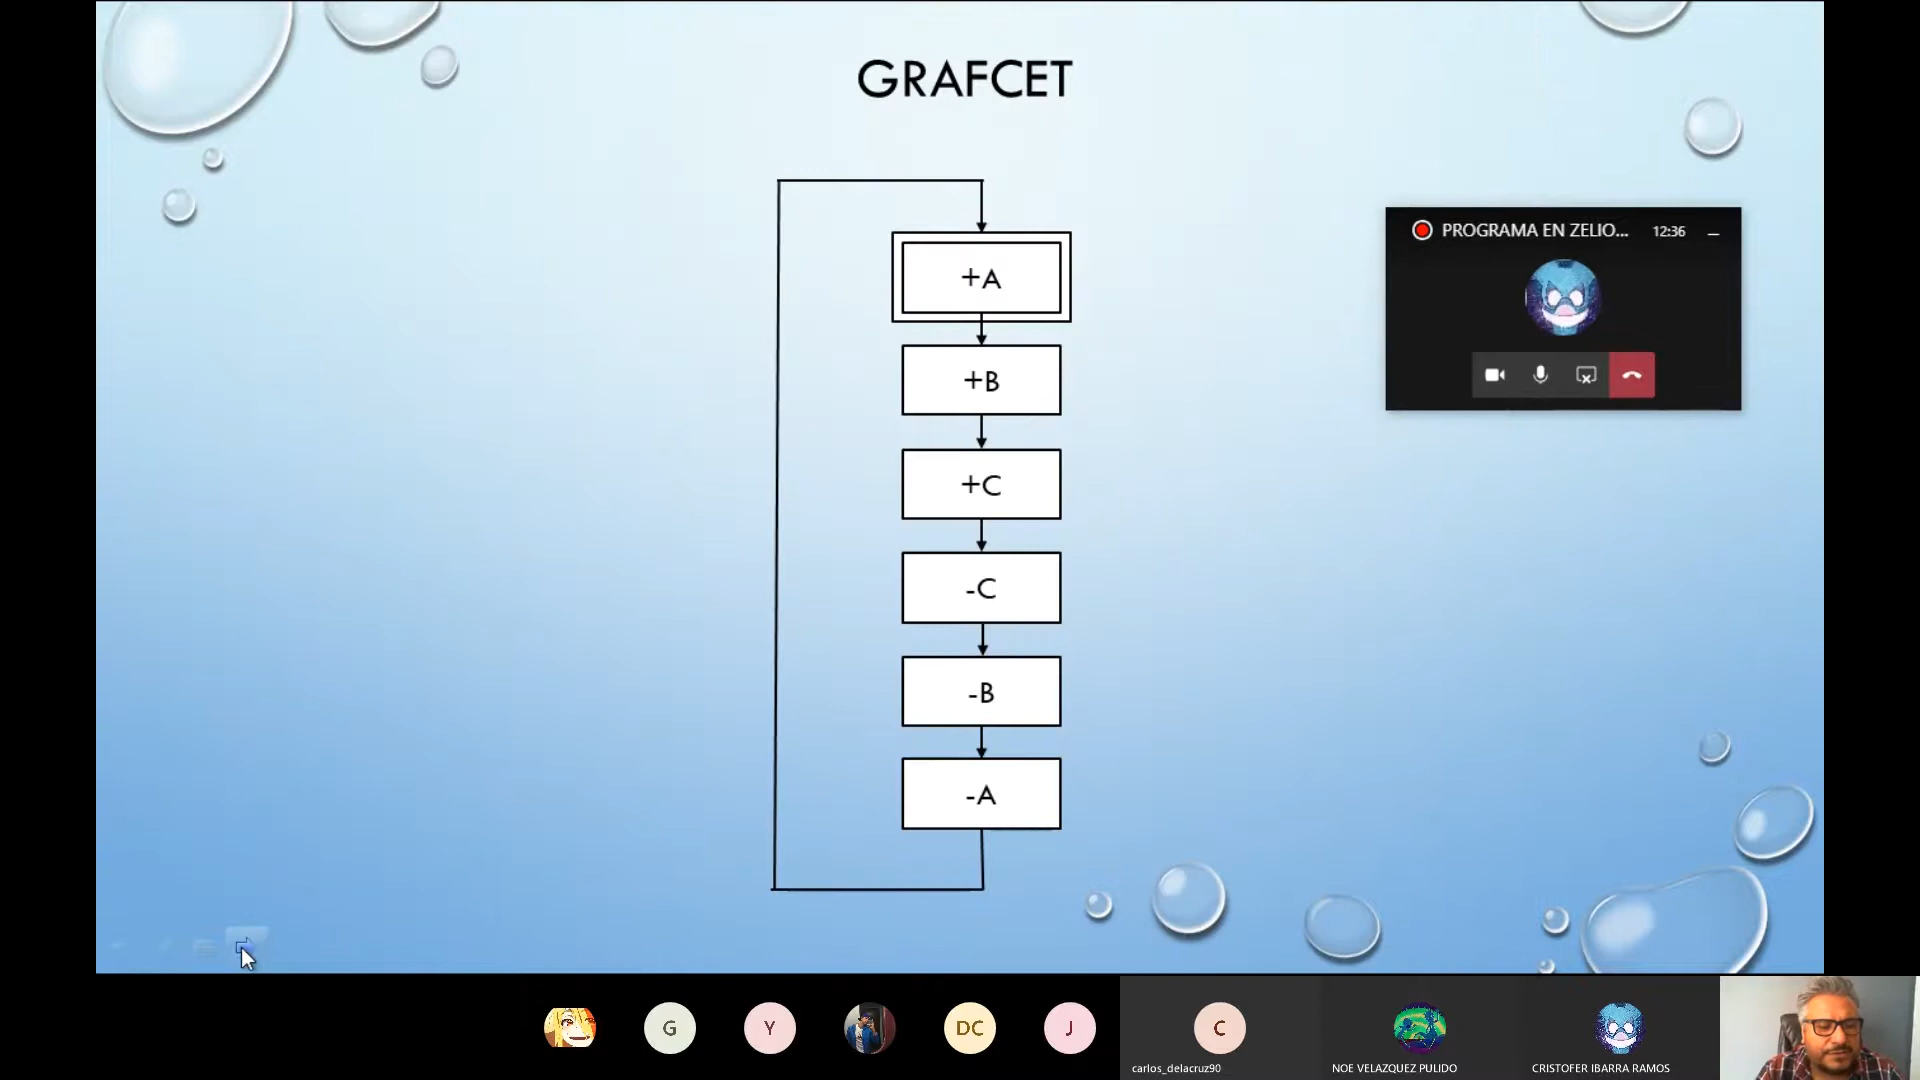 GRAFCET
PROGRAMA EN ZELIO... 12:36
+A
+B
+C
-C
-B
-A
G
Y
DC
J
C
carlos_delacruz90
NOE VELAZQUEZ PULIDO
CRISTOFER IBARRA RAMOS